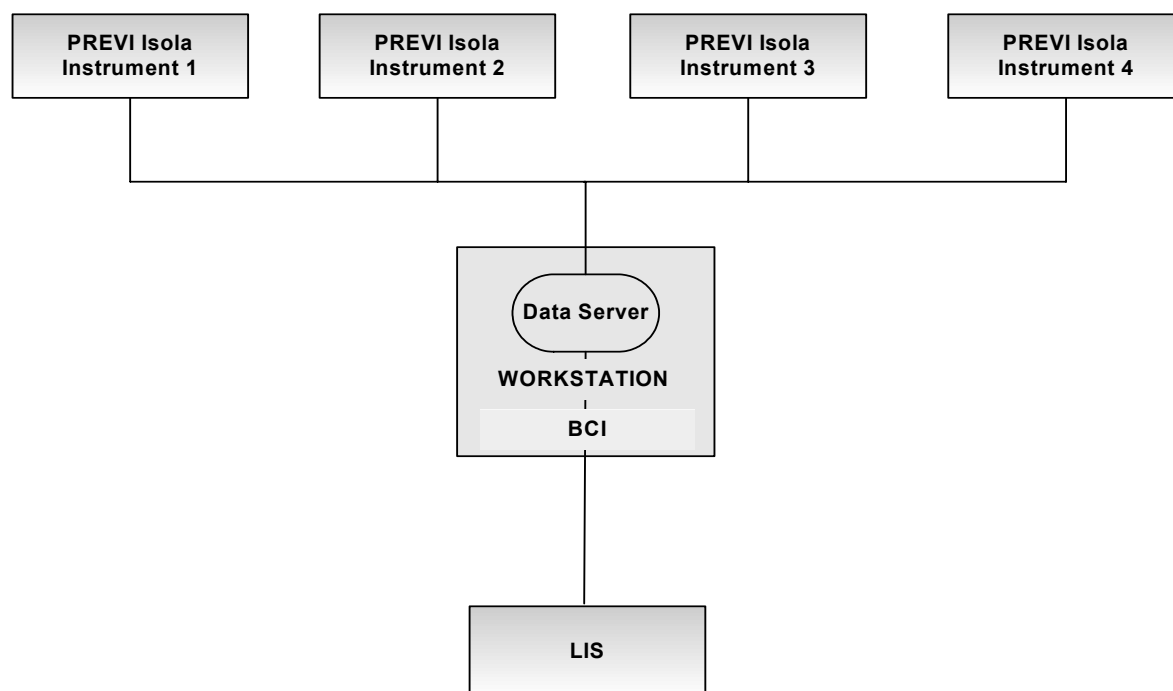 PREVI Isola
Instrument 1
PREVI Isola
Instrument 2
PREVI Isola
Instrument 3
PREVI Isola
Instrument 4
Data Server
WORKSTATION
BCI
LIS